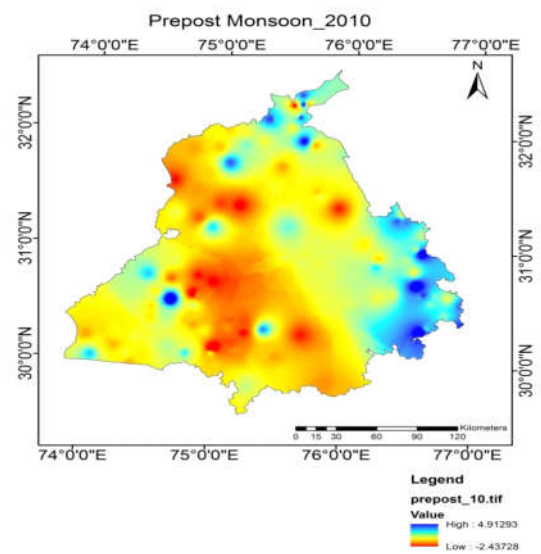 Prepost Monsoon_2010
74°0'0"E 75°0'0"E 76°0'0"E 77°0'0"E
N
32°0'0"N 32°0'0"N
31°0'0"N 31°0'0"N
30°0'0"N 30°0'0"N
Kilometers
0 15 30 60 90 120
74°0'0"E 75°0'0"E 76°0'0"E 77°0'0"E
Legend
prepost_10.tif
Value
High : 4.91293
Low : -2.43728